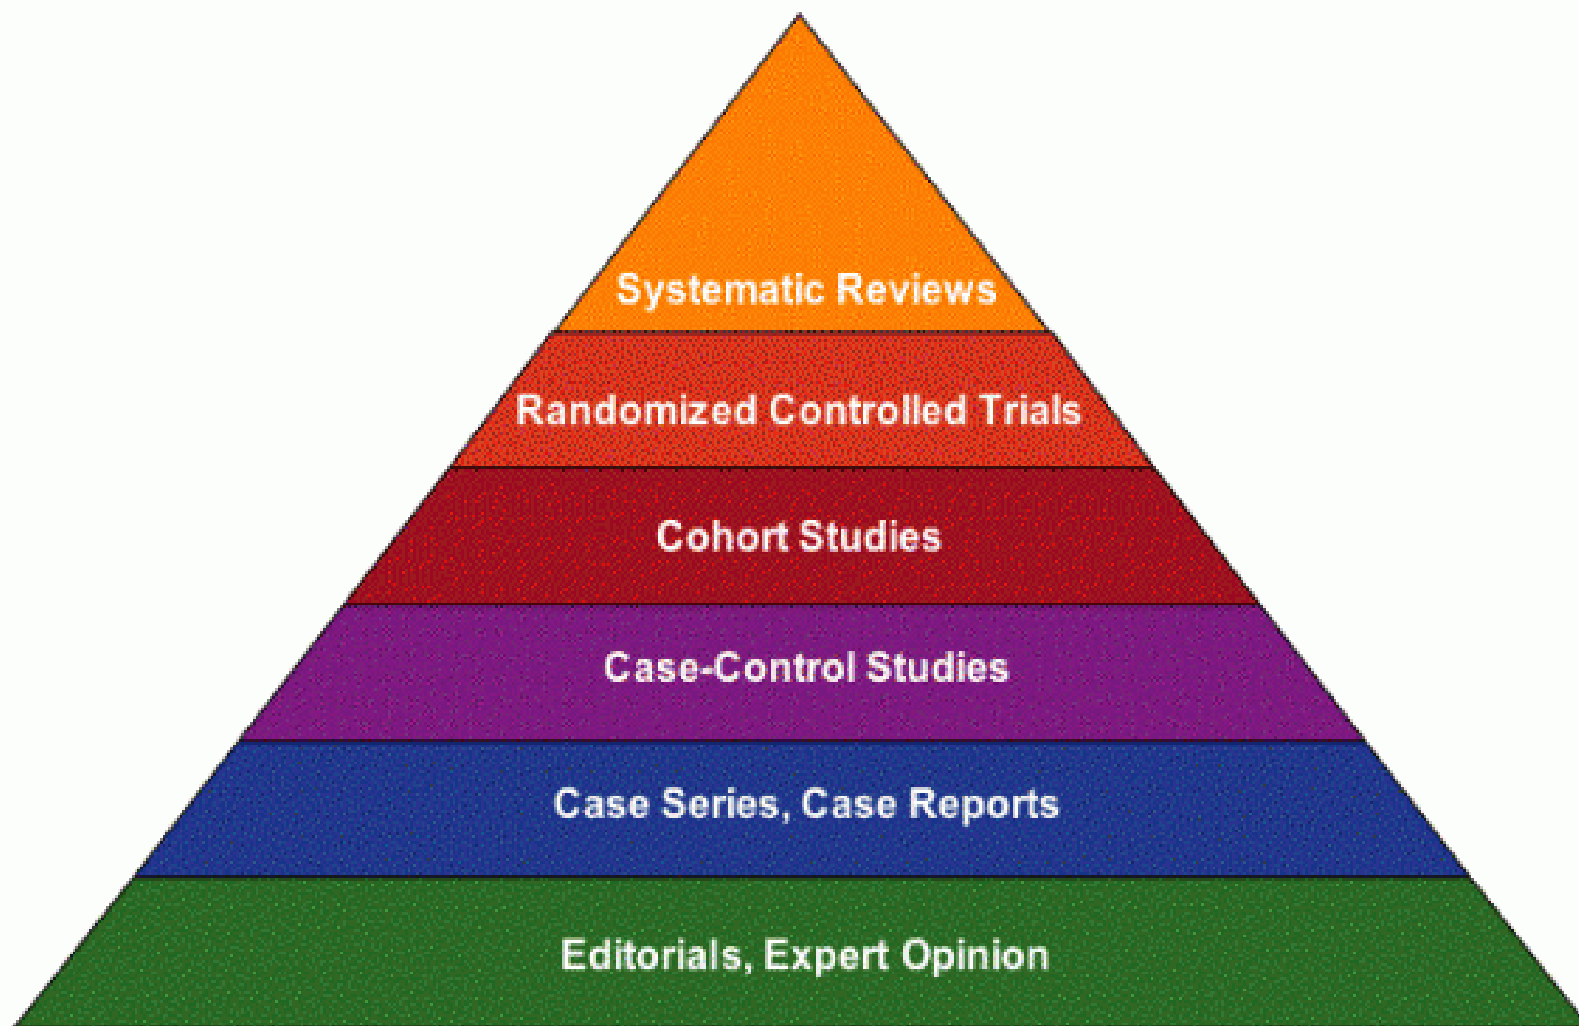 Systematic Reviews
Randomized Controlled Trials
Cohort Studies
Case-Control Studies
Case Series, Case Reports
Editorials, Expert Opinion